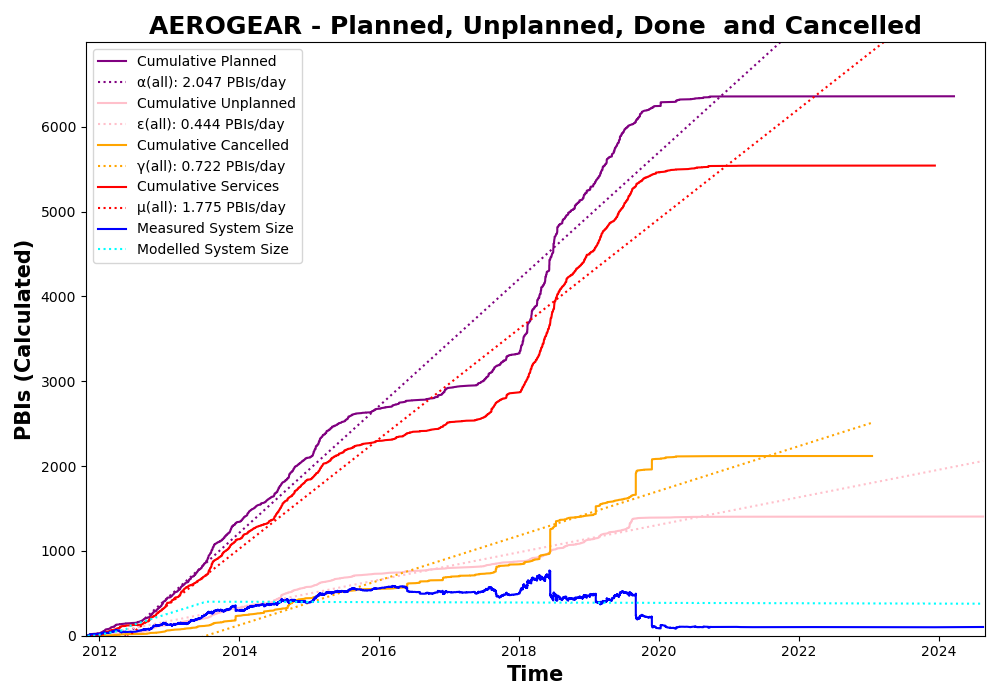 AEROGEAR - Planned, Unplanned, Done  and Cancelled
Cumulative Planned
α(all): 2.047 PBIs/day
Cumulative Unplanned
ε(all): 0.444 PBIs/day
Cumulative Cancelled
γ(all): 0.722 PBIs/day
Cumulative Services
μ(all): 1.775 PBIs/day
Measured System Size
Modelled System Size
PBIs (Calculated)
6000
5000
4000
3000
2000
1000
0
2012 2014 2016 2018 2020 2022 2024
Time